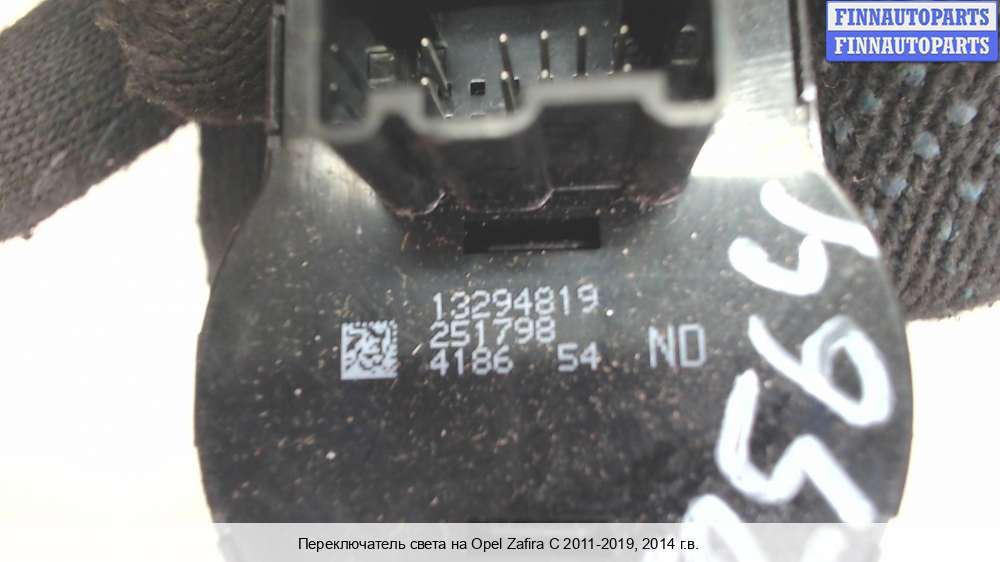 FINNAUTOPARTS
FINNAUTOPARTS
13294819
251798
4186 54 ND
Переключатель света на Opel Zafira C 2011-2019, 2014 г.в.